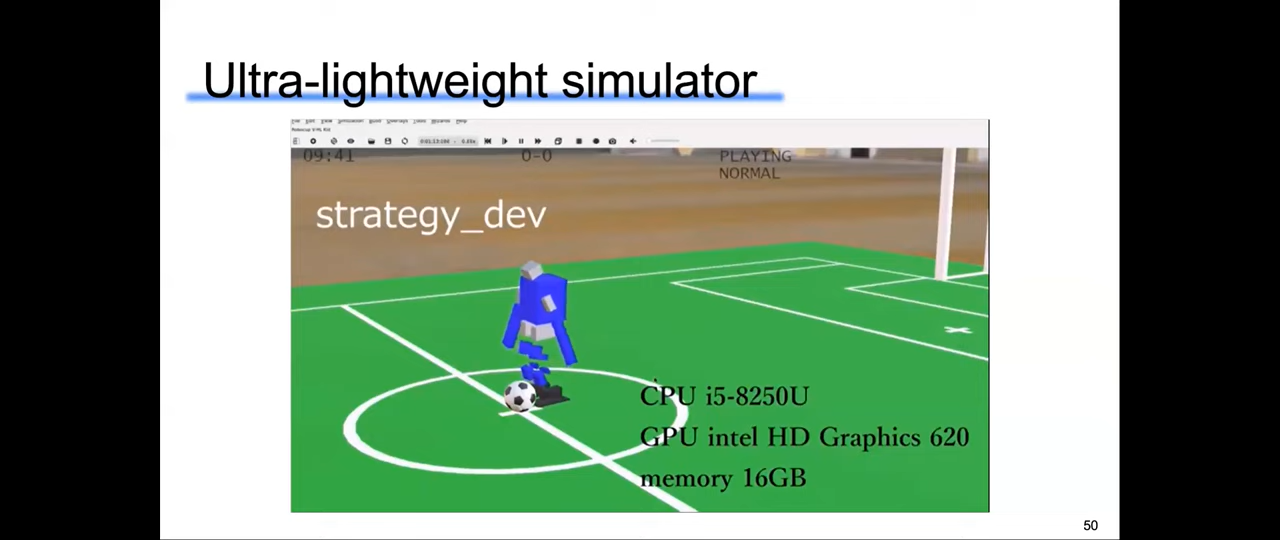 Ultra-lightweight simulator
09:41
0-0
PLAYING
NORMAL
strategy_dev
CPU i5-8250U
GPU intel HD Graphics 620
memory 16GB
50